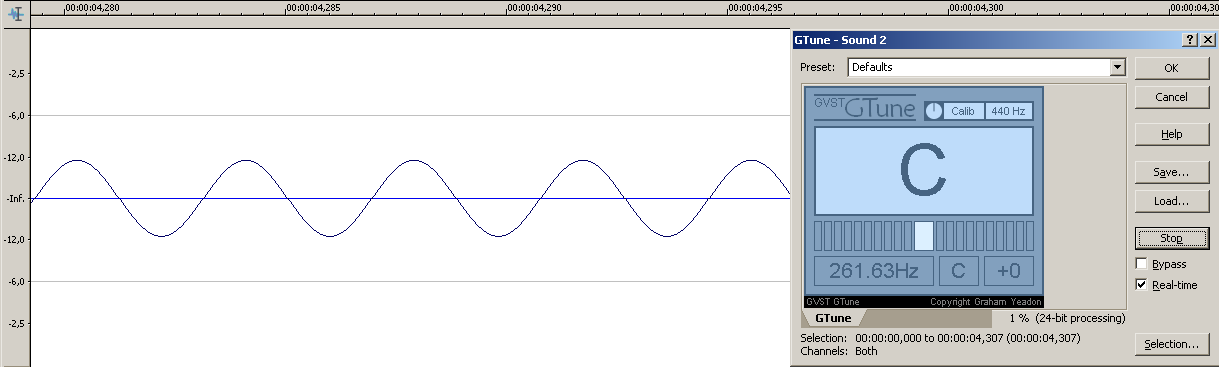 00:00:04,280 00:00:04,285 00:00:04,290 00:00:04,295 00:00:04,300 00:00:04,30
-2,5
-6,0
-12,0
-Inf.
-12,0
-6,0
-2,5
GTune - Sound 2
Preset: Defaults
OK
Cancel
Help
Save...
Load...
Stop
Bypass
Real-time
GVST GTune Calib 440 Hz
C
261.63Hz C +0
GVST GTune Copyright Graham Yeadon
GTune 1 % (24-bit processing)
Selection: 00:00:00,000 to 00:00:04,307 (00:00:04,307)
Channels: Both
Selection...